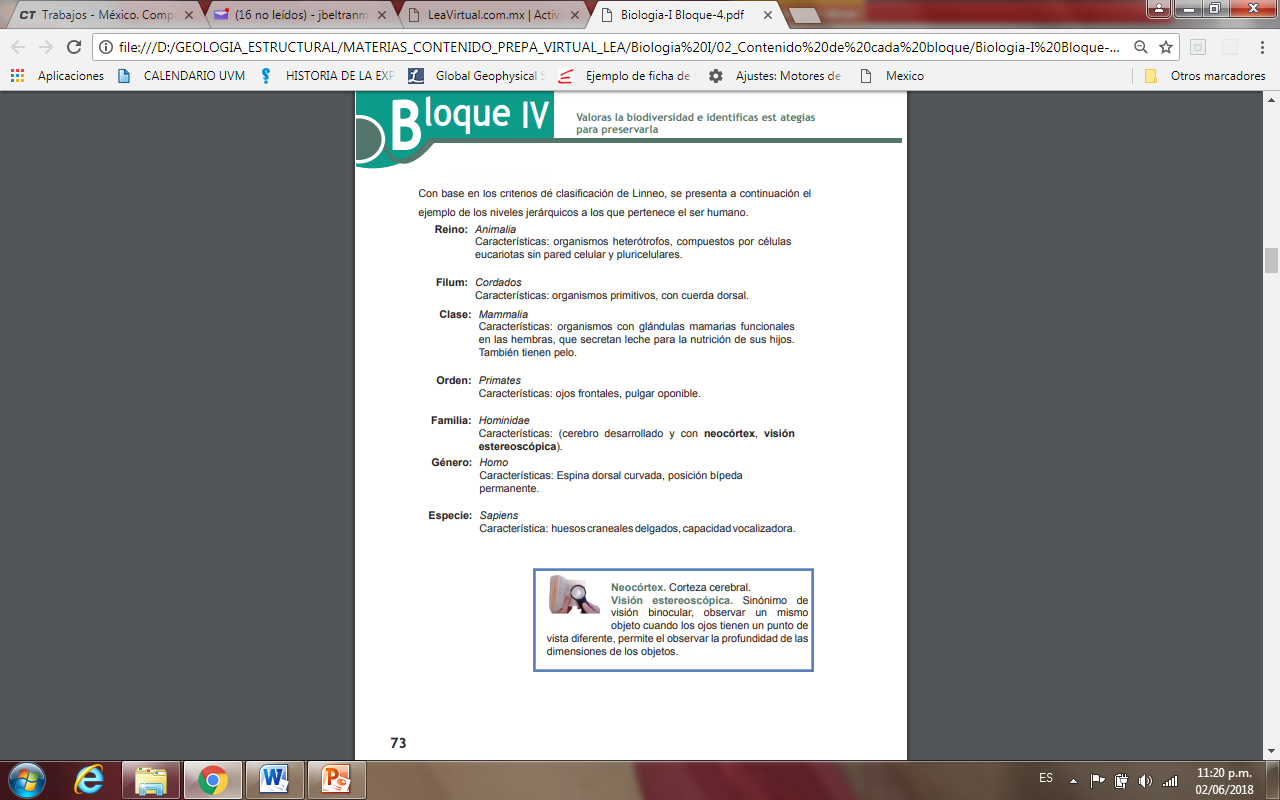 CT Trabajos - México. Comp
(16 no leídos) - jbeltranm
LeaVirtual.com.mx | Activi
Biologia-I Bloque-4.pdf
file:///D:/GEOLOGIA_ESTRUCTURAL/MATERIAS_CONTENIDO_PREPA_VIRTUAL_LEA/Biologia%20I/02_Contenido%20de%20cada%20bloque/Biologia-I%20Bloque-...
Aplicaciones
CALENDARIO UVM
HISTORIA DE LA EXP
Global Geophysical S
Ejemplo de ficha de
Ajustes: Motores de
Mexico
Otros marcadores
Bloque IV
Valoras la biodiversidad e identificas est ategias
para preservarla
Con base en los criterios de clasificación de Linneo, se presenta a continuación el
ejemplo de los niveles jerárquicos a los que pertenece el ser humano.
Reino: Animalia
Características: organismos heterótrofos, compuestos por células
eucariotas sin pared celular y pluricelulares.
Filum: Cordados
Características: organismos primitivos, con cuerda dorsal.
Clase: Mammalia
Características: organismos con glándulas mamarias funcionales
en las hembras, que secretan leche para la nutrición de sus hijos.
También tienen pelo.
Orden: Primates
Características: ojos frontales, pulgar oponible.
Familia: Hominidae
Características: (cerebro desarrollado y con neocórtex, visión
estereoscópica).
Género: Homo
Características: Espina dorsal curvada, posición bípeda
permanente.
Especie: Sapiens
Característica: huesos craneales delgados, capacidad vocalizadora.
Neocórtex. Corteza cerebral.
Visión estereoscópica. Sinónimo de
visión binocular, observar un mismo
objeto cuando los ojos tienen un punto de
vista diferente, permite el observar la profundidad de las
dimensiones de los objetos.
73
ES
11:20 p.m.
02/06/2018